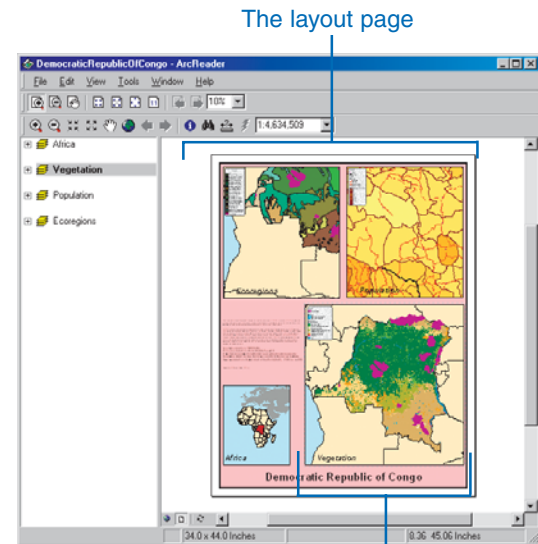 The layout page
DemocraticRepublicOfCongo - ArcReader
File Edit View Tools Window Help
10%
1:4,634,509
Africa
Vegetation
Population
Ecoregions
Ecoregions
Population
Africa
Vegetation
Democratic Republic of Congo
34.0 x 44.0 Inches
0.36 45.06 Inches